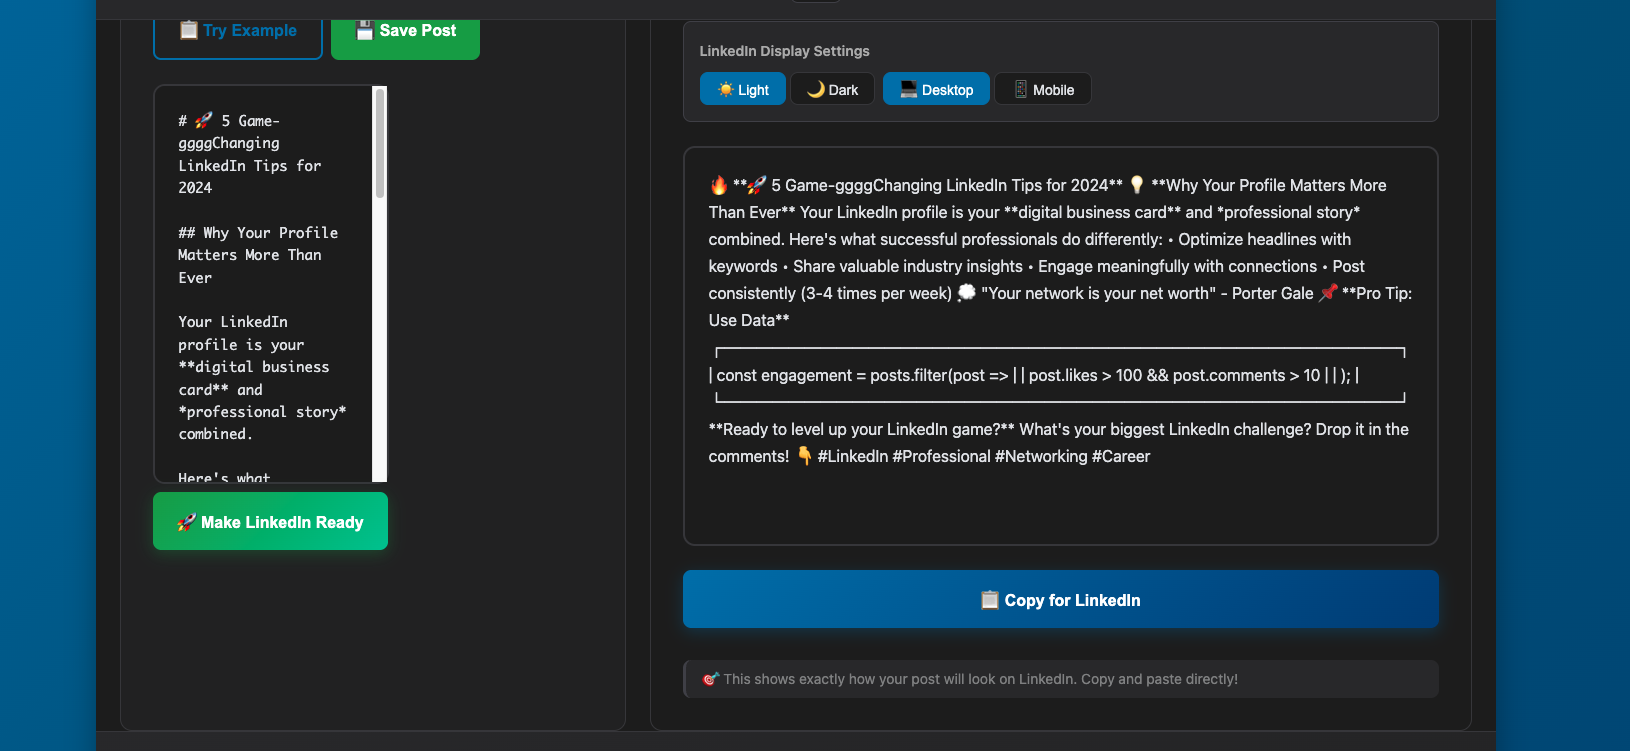 📋 Try Example
💾 Save Post
# 🚀 5 Game-
ggggChanging
LinkedIn Tips for
2024
## Why Your Profile
Matters More Than
Ever
Your LinkedIn
profile is your
**digital business
card** and
*professional story*
combined.
Here's what
🚀 Make LinkedIn Ready
LinkedIn Display Settings
☀️ Light
🌙 Dark
💻 Desktop
📱 Mobile
🔥 **🚀 5 Game-ggggChanging LinkedIn Tips for 2024** 💡 **Why Your Profile Matters More
Than Ever** Your LinkedIn profile is your **digital business card** and *professional story*
combined. Here's what successful professionals do differently: • Optimize headlines with
keywords • Share valuable industry insights • Engage meaningfully with connections • Post
consistently (3-4 times per week) 💭 "Your network is your net worth" - Porter Gale 📌 **Pro Tip:
Use Data**
| const engagement = posts.filter(post => | | post.likes > 100 && post.comments > 10 | | ); |
**Ready to level up your LinkedIn game?** What's your biggest LinkedIn challenge? Drop it in the
comments! 👇 #LinkedIn #Professional #Networking #Career
📋 Copy for LinkedIn
🎯 This shows exactly how your post will look on LinkedIn. Copy and paste directly!